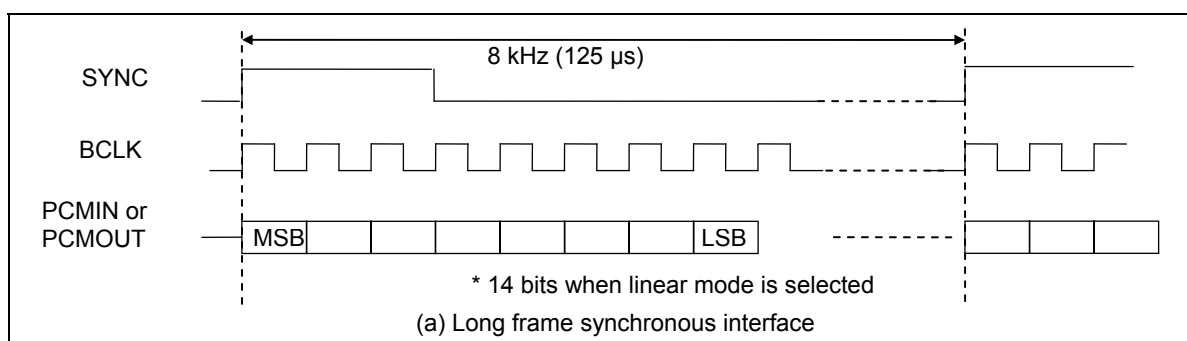 8 kHz (125 µs)
SYNC
BCLK
PCMIN or
PCMOUT
MSB
LSB
* 14 bits when linear mode is selected
(a) Long frame synchronous interface